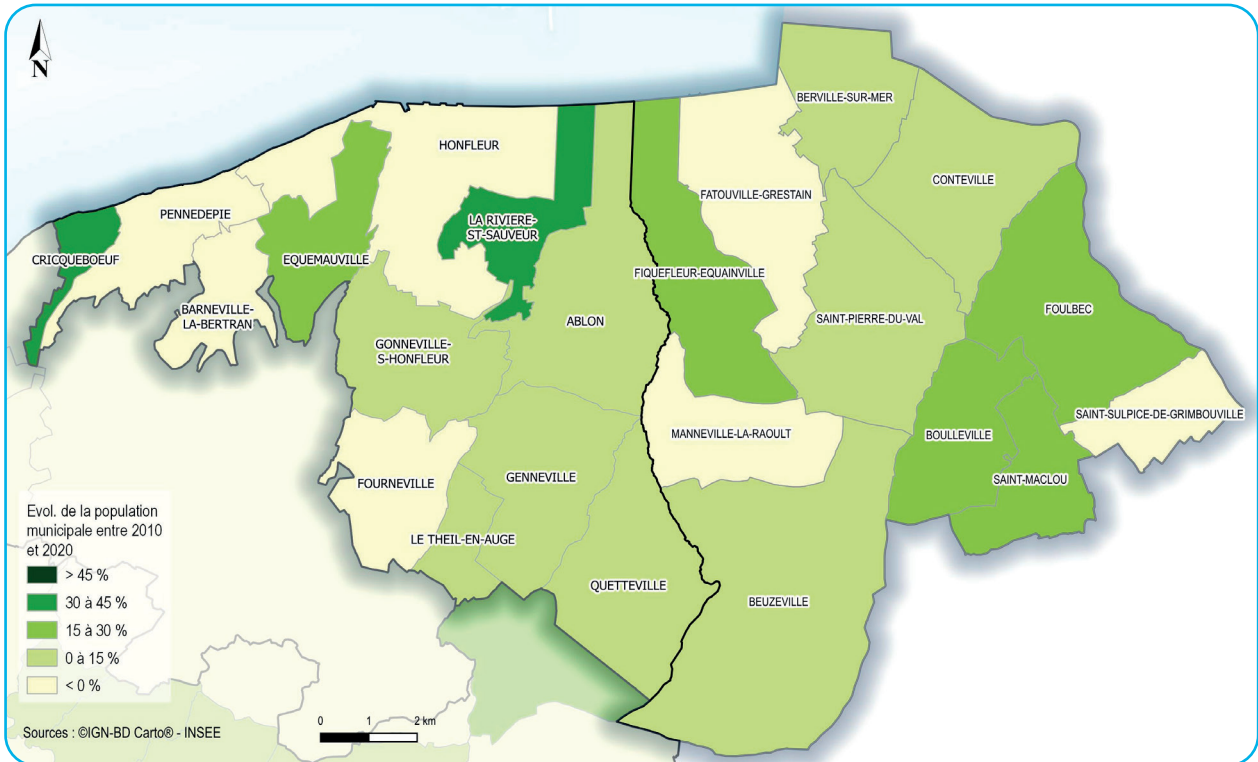 N
BERVILLE-SUR-MER
HONFLEUR
CONTEVILLE
FATOUVILLE-GRESTAIN
PENNEDEPIE
LA RIVIERE-
ST-SAUVEUR
CRICQUEBOEUF
EQUEMAUVILLE
FIQUEFLEUR-EQUAINVILLE
BARNEVILLE-
LA-BERTRAN
FOULBEC
ABLON
SAINT-PIERRE-DU-VAL
GONNEVILLE-
S-HONFLEUR
SAINT-SULPICE-DE-GRIMBOUVILLE
MANNEVILLE-LA-RAOULT
BOULLEVILLE
GENNEVILLE
SAINT-MACLOU
FOURNEVILLE
LE THEIL-EN-AUGE
QUETTEVILLE
BEUZEVILLE
Evol. de la population
municipale entre 2010
et 2020
> 45 %
30 à 45 %
15 à 30 %
0 à 15 %
< 0 %
0 1 2 km
Sources : ©IGN-BD Carto® - INSEE